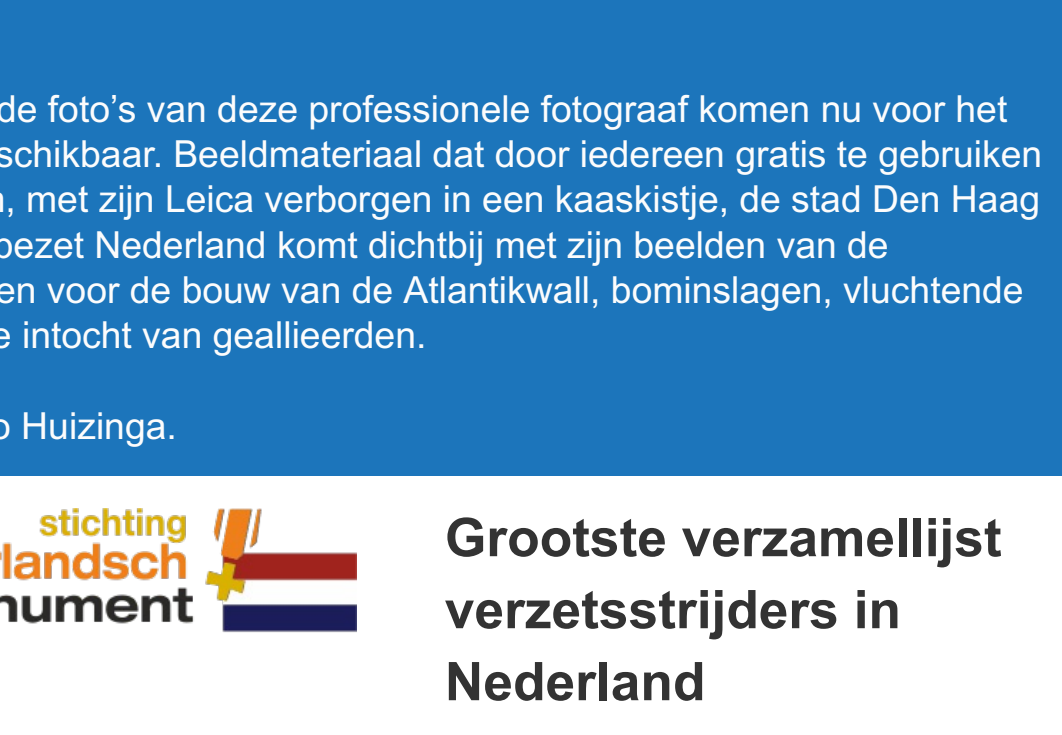 de foto's van deze professionele fotograaf komen nu voor het
schikbaar. Beeldmateriaal dat door iedereen gratis te gebruiken
, met zijn Leica verborgen in een kaaskistje, de stad Den Haag
bezet Nederland komt dichtbij met zijn beelden van de
en voor de bouw van de Atlantikwall, bominslagen, vluchtende
e intocht van geallieerden.
o Huizinga.
stichting
rlandsch
nument
Grootste verzamellijst
verzetsstrijders in
Nederland